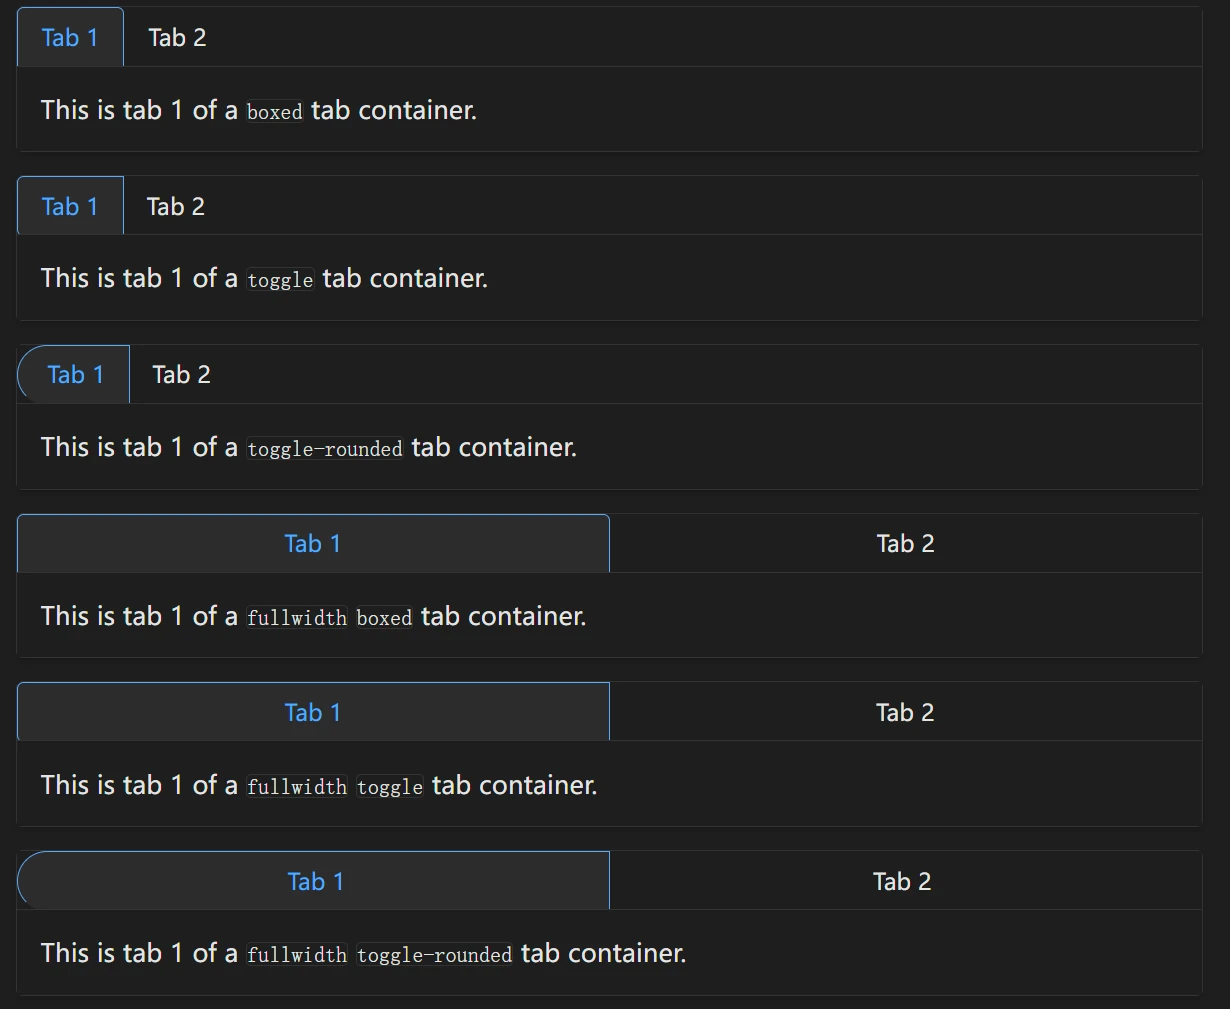 Tab 1 Tab 2
This is tab 1 of a boxed tab container.
Tab 1 Tab 2
This is tab 1 of a toggle tab container.
Tab 1 Tab 2
This is tab 1 of a toggle-rounded tab container.
Tab 1 Tab 2
This is tab 1 of a fullwidth boxed tab container.
Tab 1 Tab 2
This is tab 1 of a fullwidth toggle tab container.
Tab 1 Tab 2
This is tab 1 of a fullwidth toggle-rounded tab container.